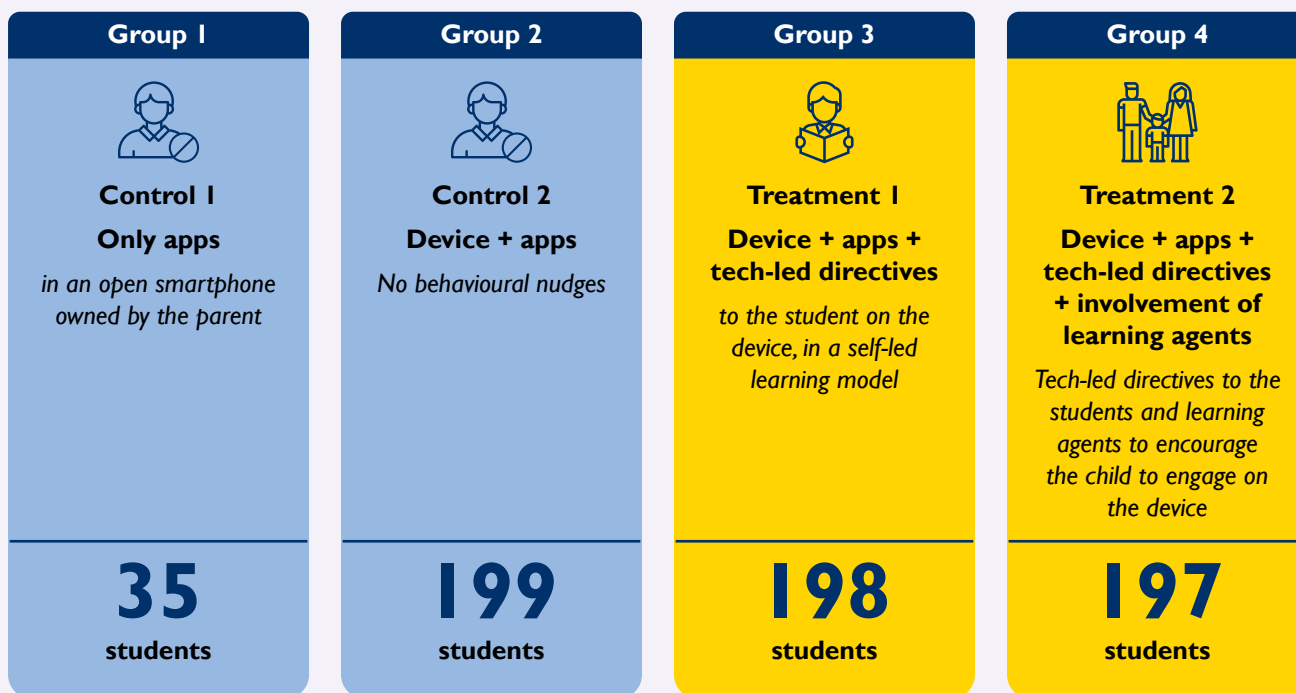 Group 1
Control 1
Only apps
in an open smartphone
owned by the parent
35
students
Group 2
Control 2
Device + apps
No behavioural nudges
199
students
Group 3
Treatment 1
Device + apps +
tech-led directives
to the student on the
device, in a self-led
learning model
198
students
Group 4
Treatment 2
Device + apps +
tech-led directives
+ involvement of
learning agents
Tech-led directives to the
students and learning
agents to encourage
the child to engage on
the device
197
students